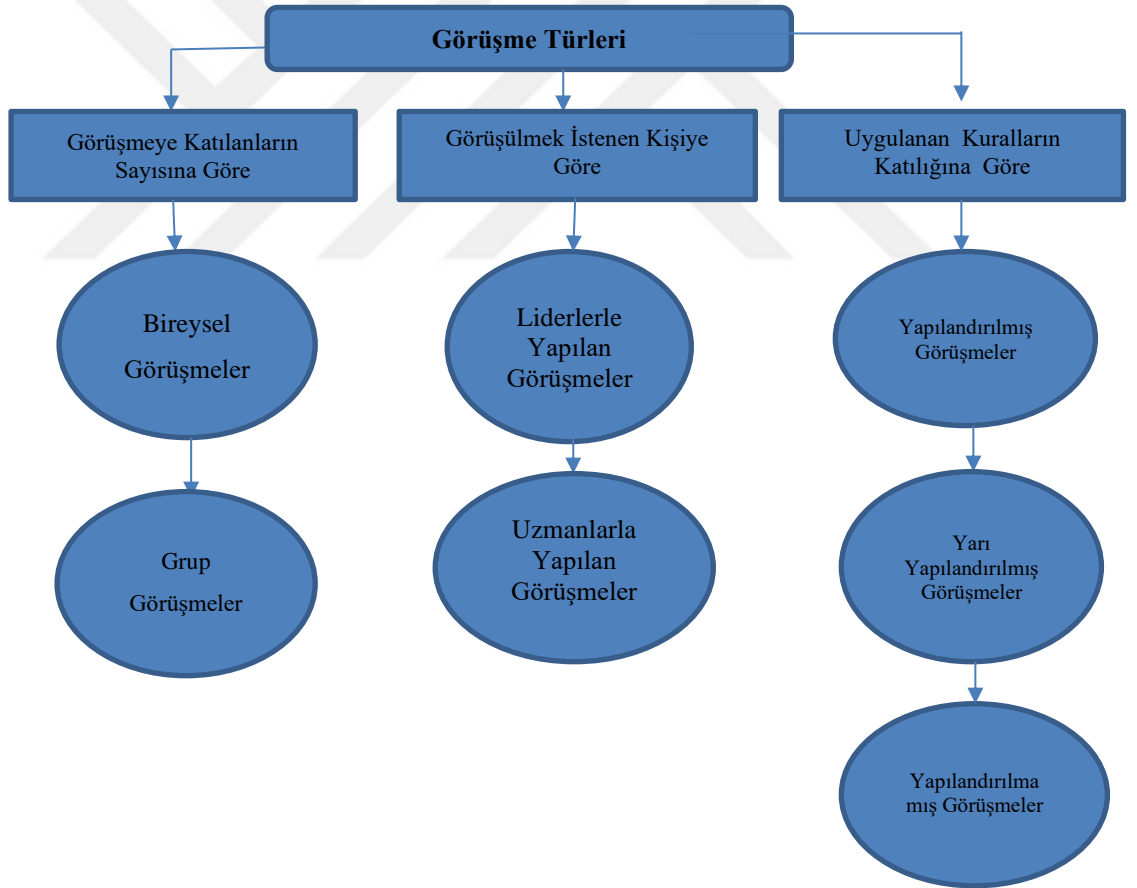 Görüşme Türleri
Görüşmeye Katılanların
Sayısına Göre
Görüşülmek İstenen Kişiye
Göre
Uygulanan Kuralların
Katılığına Göre
Bireysel
Görüşmeler
Liderlerle
Yapılan
Görüşmeler
Yapılandırılmış
Görüşmeler
Grup
Görüşmeler
Uzmanlarla
Yapılan
Görüşmeler
Yarı
Yapılandırılmış
Görüşmeler
Yapılandırılma
mış Görüşmeler